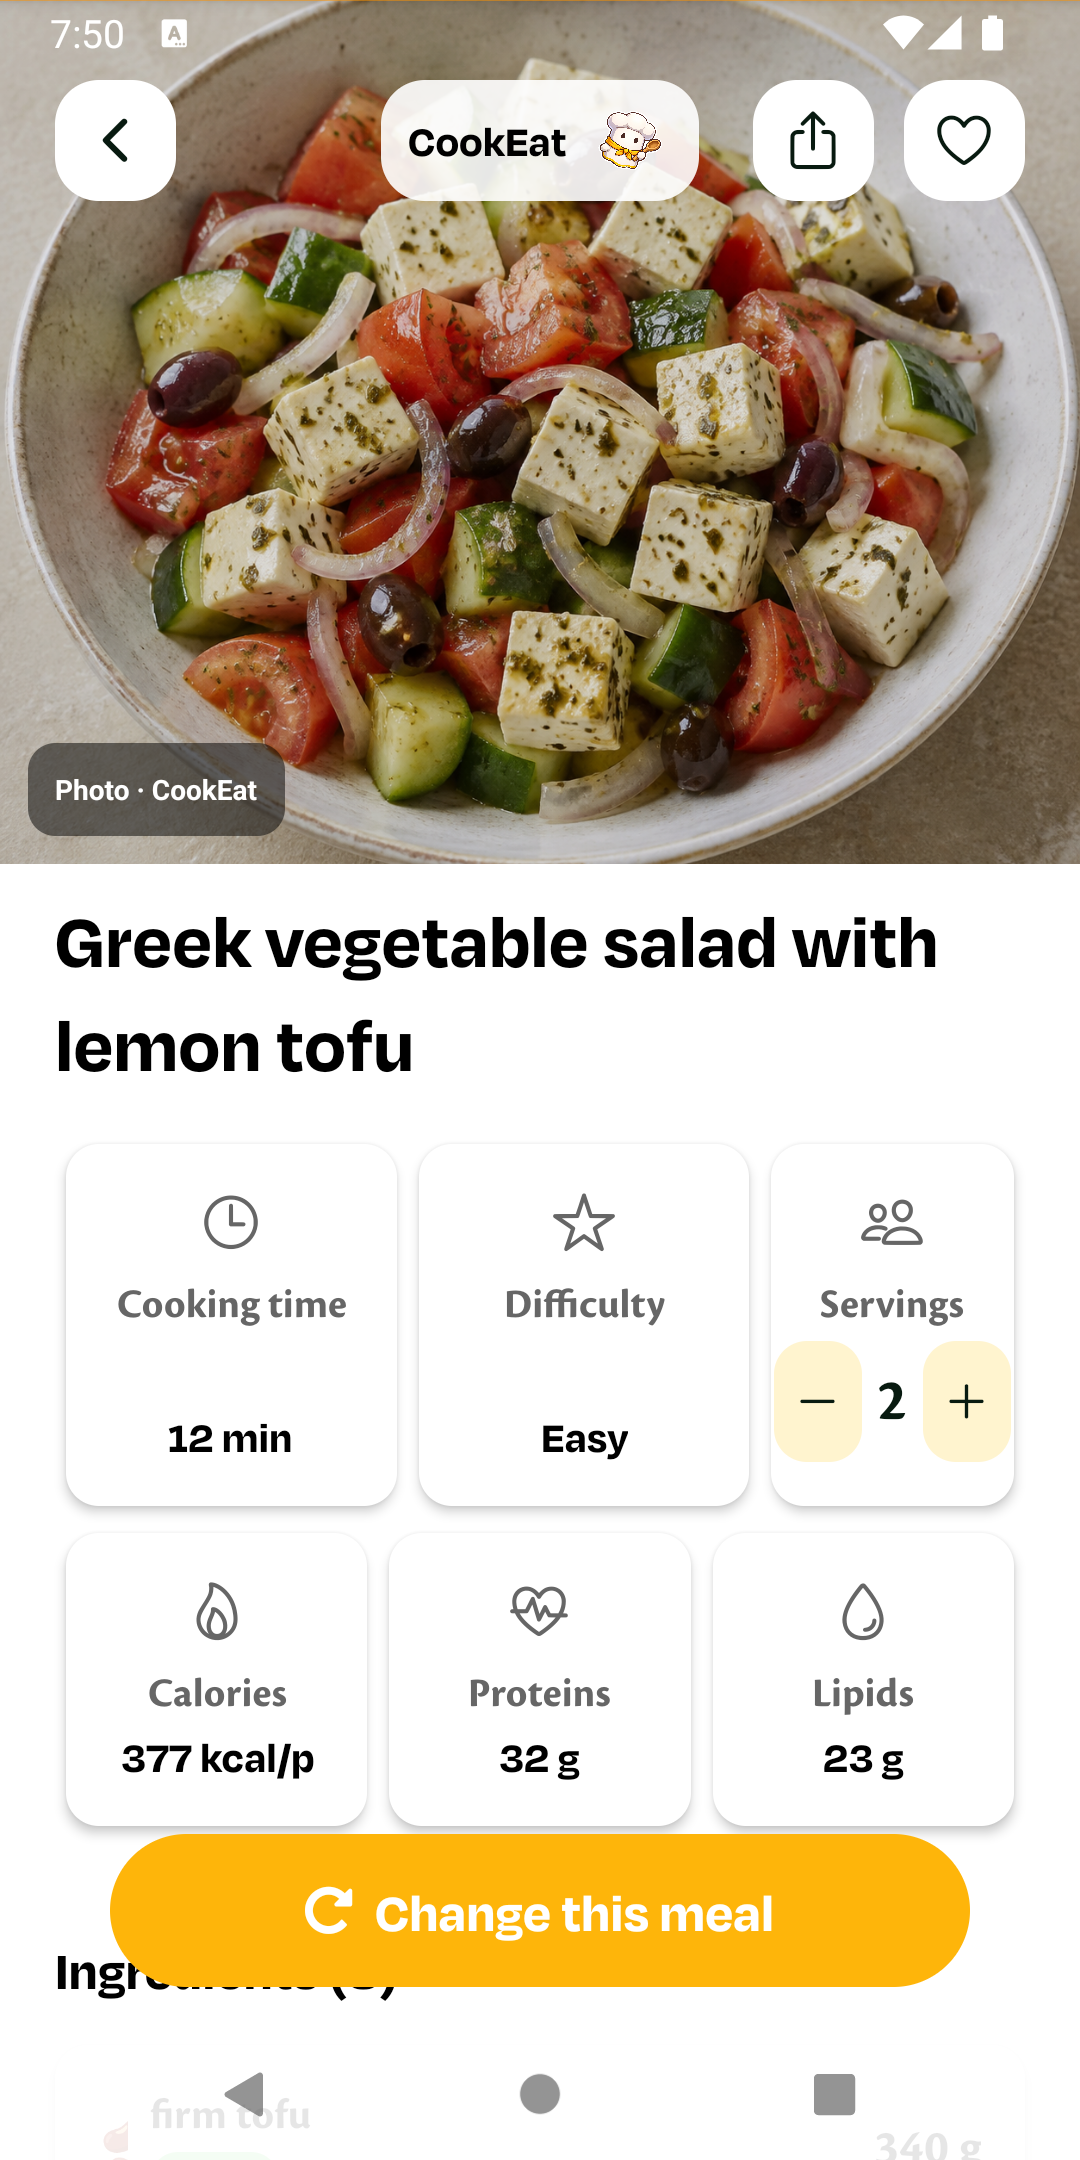 7:50
CookEat
Photo · CookEat
Greek vegetable salad with
lemon tofu
Cooking time
12 min
Difficulty
Easy
Servings
2
Calories
377 kcal/p
Proteins
32 g
Lipids
23 g
Change this meal
firm tofu
340 g